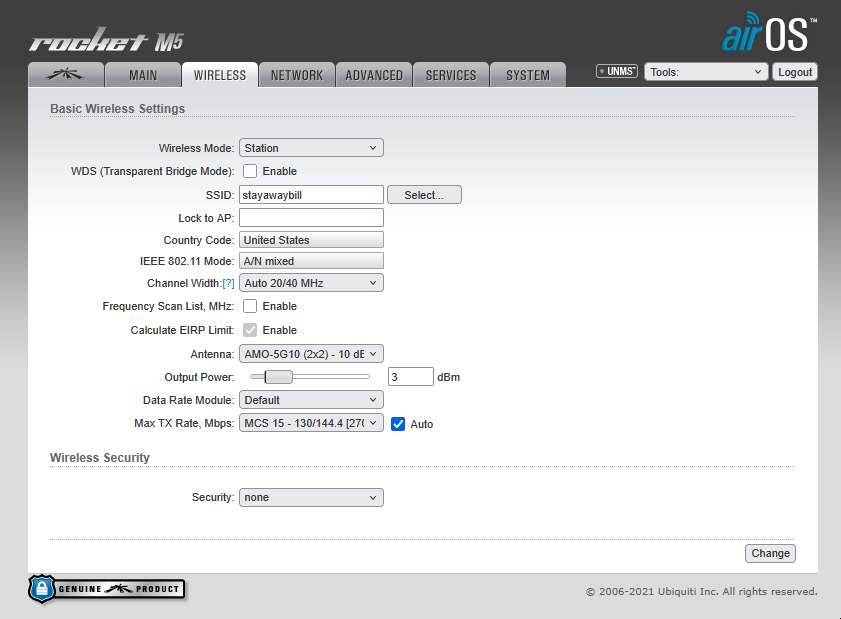 rocket M5
airOS™
MAIN WIRELESS NETWORK ADVANCED SERVICES SYSTEM UNMS™ Tools: Logout
Basic Wireless Settings
Wireless Mode: Station
WDS (Transparent Bridge Mode): Enable
SSID: stayawaybill Select...
Lock to AP:
Country Code: United States
IEEE 802.11 Mode: A/N mixed
Channel Width:[?] Auto 20/40 MHz
Frequency Scan List, MHz: Enable
Calculate EIRP Limit: Enable
Antenna: AMO-5G10 (2x2) - 10 dE
Output Power: 3 dBm
Data Rate Module: Default
Max TX Rate, Mbps: MCS 15 - 130/144.4 [270 Auto
Wireless Security
Security: none
Change
GENUINE PRODUCT
© 2006-2021 Ubiquiti Inc. All rights reserved.